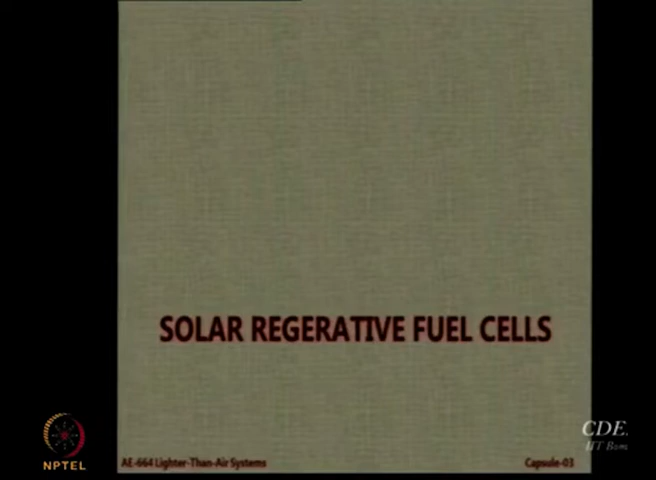 SOLAR REGERATIVE FUEL CELLS
NPTEL
AE-664 Lighter-Than-Air Systems
Capsule-03
CDE.
IIT Bom